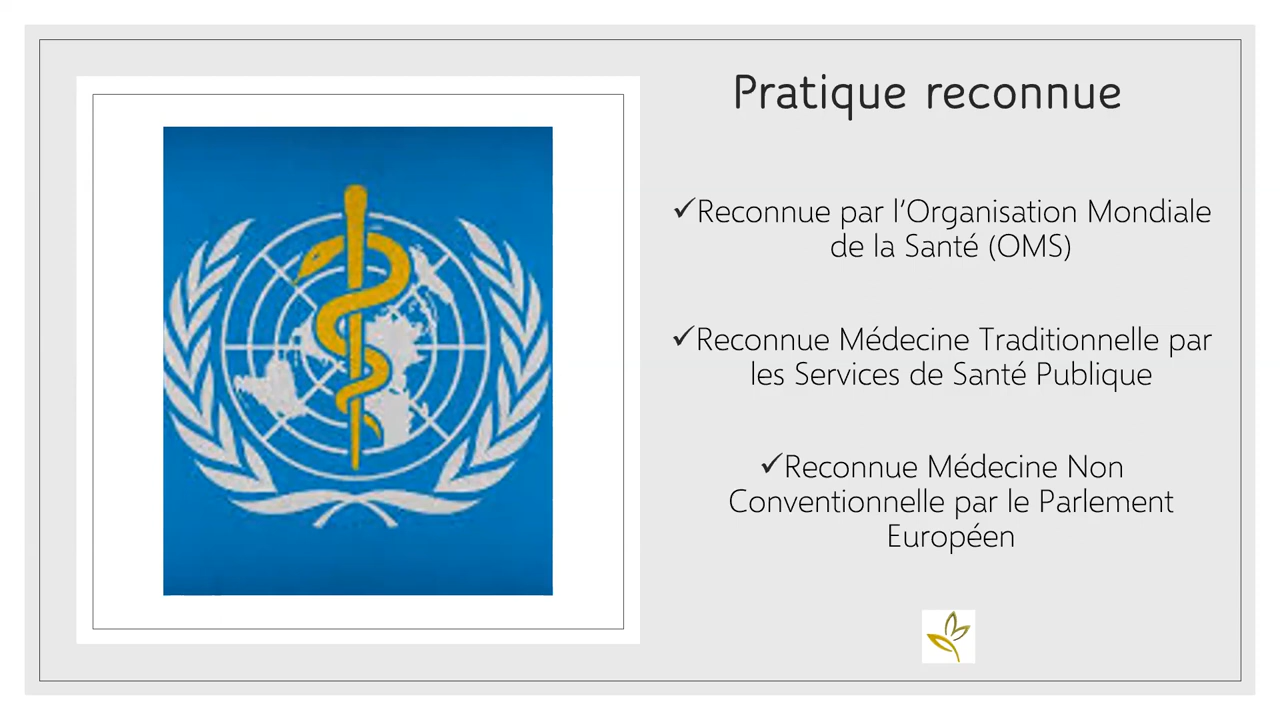 Pratique reconnue
✓Reconnue par l’Organisation Mondiale
de la Santé (OMS)
✓Reconnue Médecine Traditionnelle par
les Services de Santé Publique
✓Reconnue Médecine Non
Conventionnelle par le Parlement
Européen